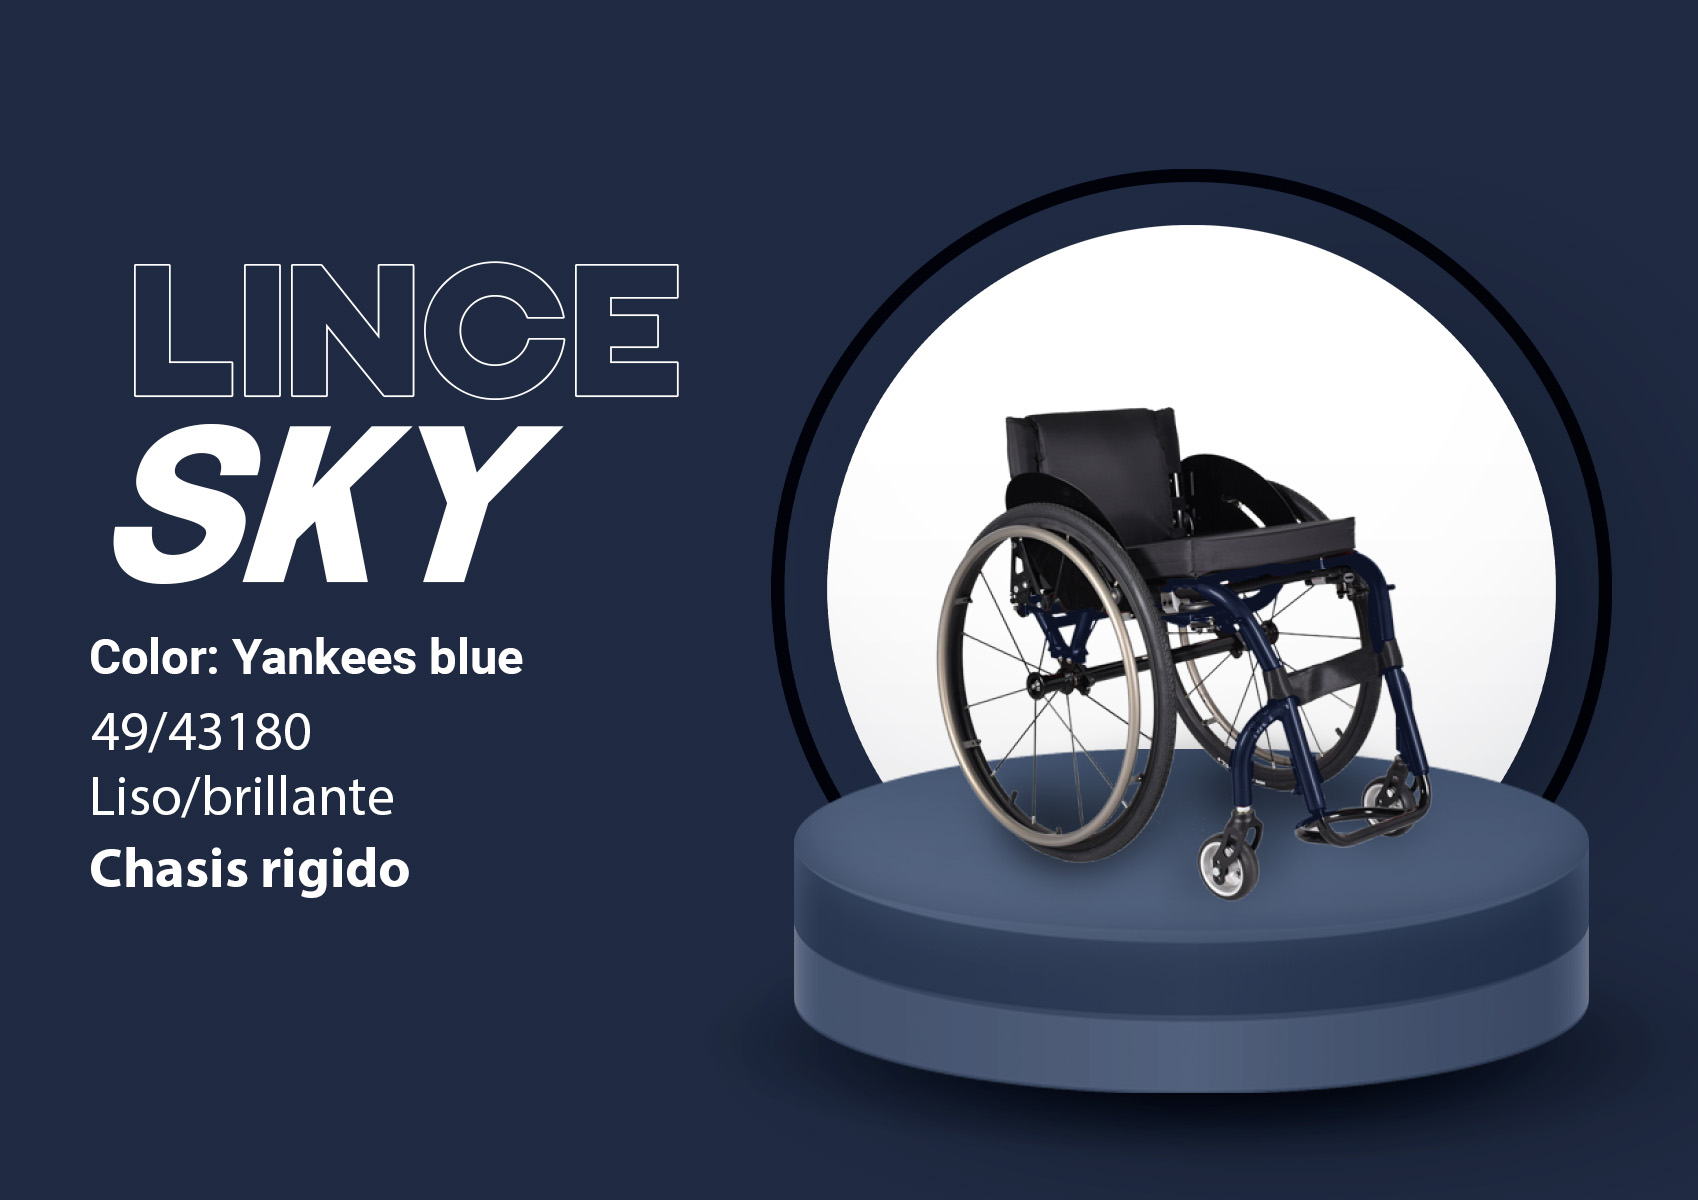 LINCE
SKY
Color: Yankees blue
49/43180
Liso/brillante
Chasis rigido